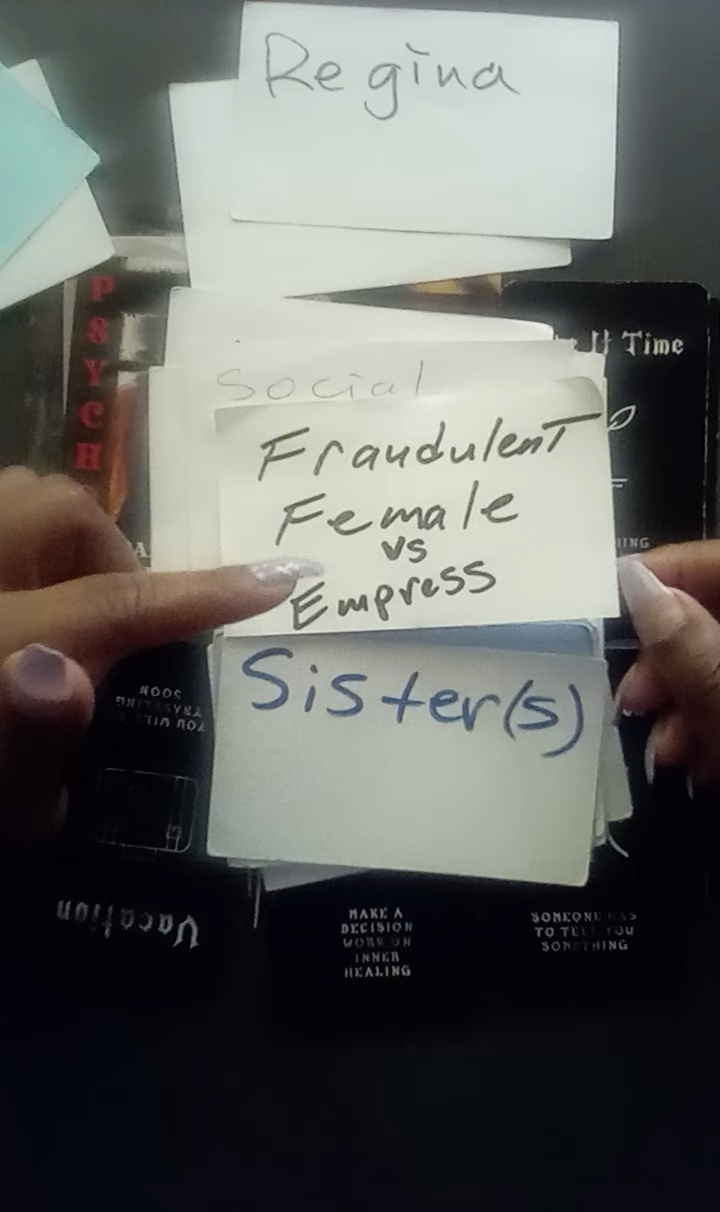 Regina
P
S
Y
C
H
It Time
Social
Fraudulent
Female
vs
Empress
Sister(s)
YOU WILL BE
TRAVELING
SOON
Vacation
MAKE A
DECISION
WORK ON
INNER
HEALING
SOMEONE HAS
TO TELL YOU
SOMETHING